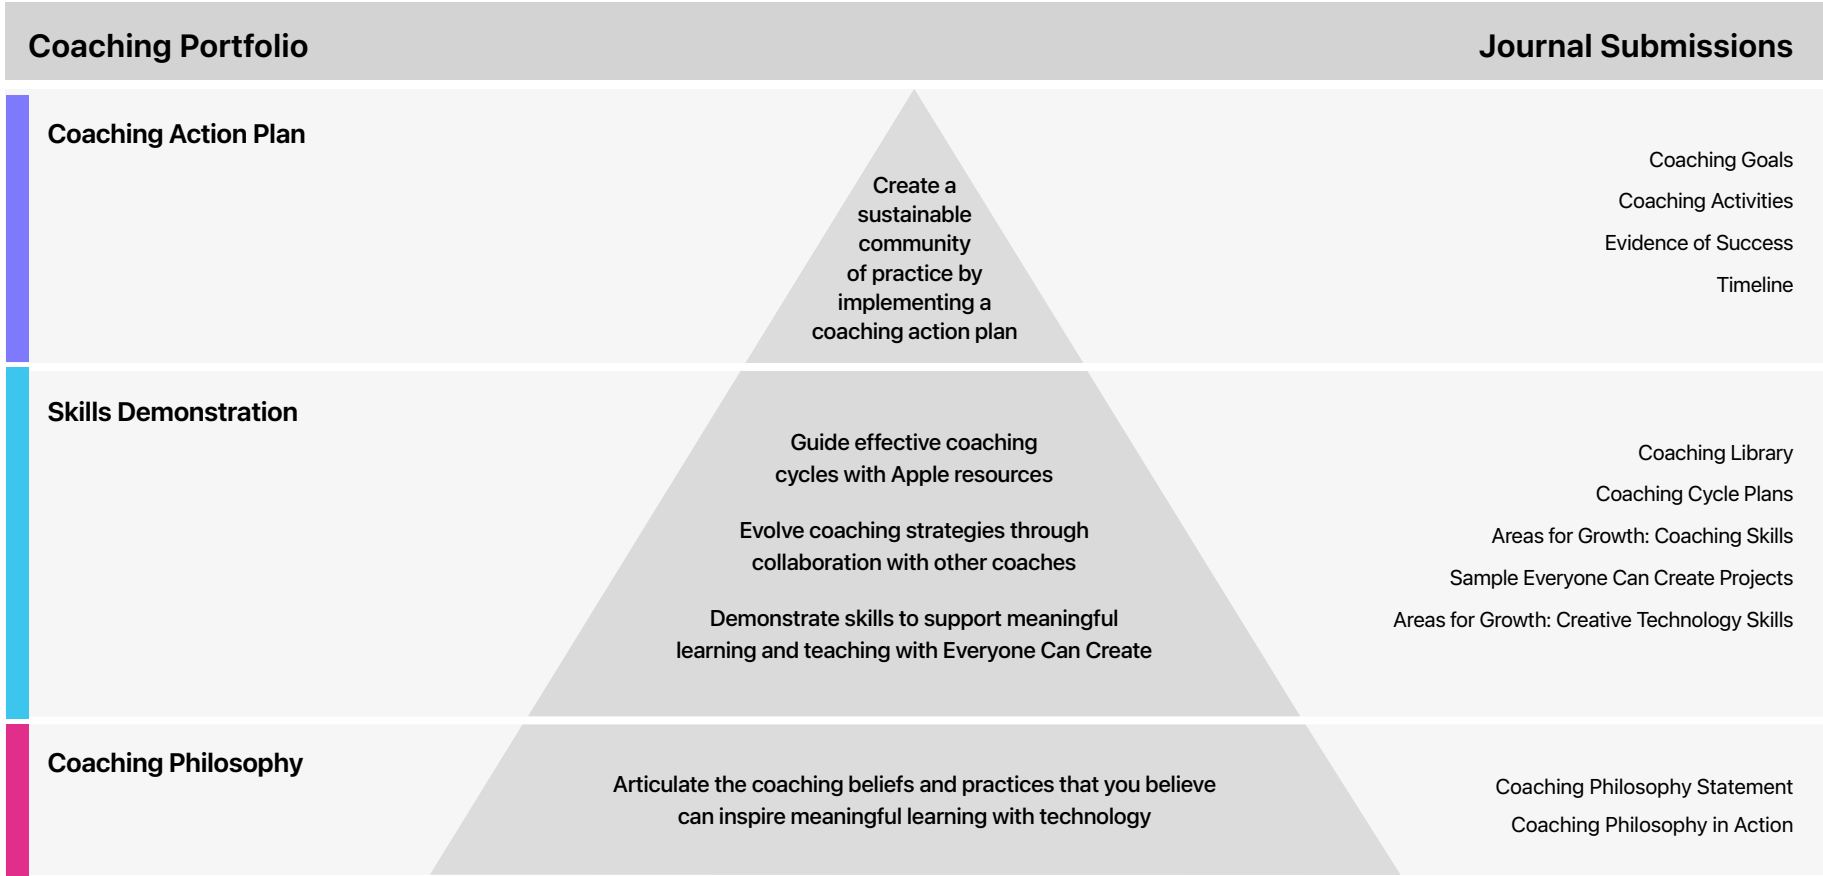 Coaching Portfolio
Journal Submissions
Coaching Action Plan
Create a
sustainable
community
of practice by
implementing a
coaching action plan
Coaching Goals
Coaching Activities
Evidence of Success
Timeline
Skills Demonstration
Guide effective coaching
cycles with Apple resources
Evolve coaching strategies through
collaboration with other coaches
Demonstrate skills to support meaningful
learning and teaching with Everyone Can Create
Coaching Library
Coaching Cycle Plans
Areas for Growth: Coaching Skills
Sample Everyone Can Create Projects
Areas for Growth: Creative Technology Skills
Coaching Philosophy
Articulate the coaching beliefs and practices that you believe
can inspire meaningful learning with technology
Coaching Philosophy Statement
Coaching Philosophy in Action